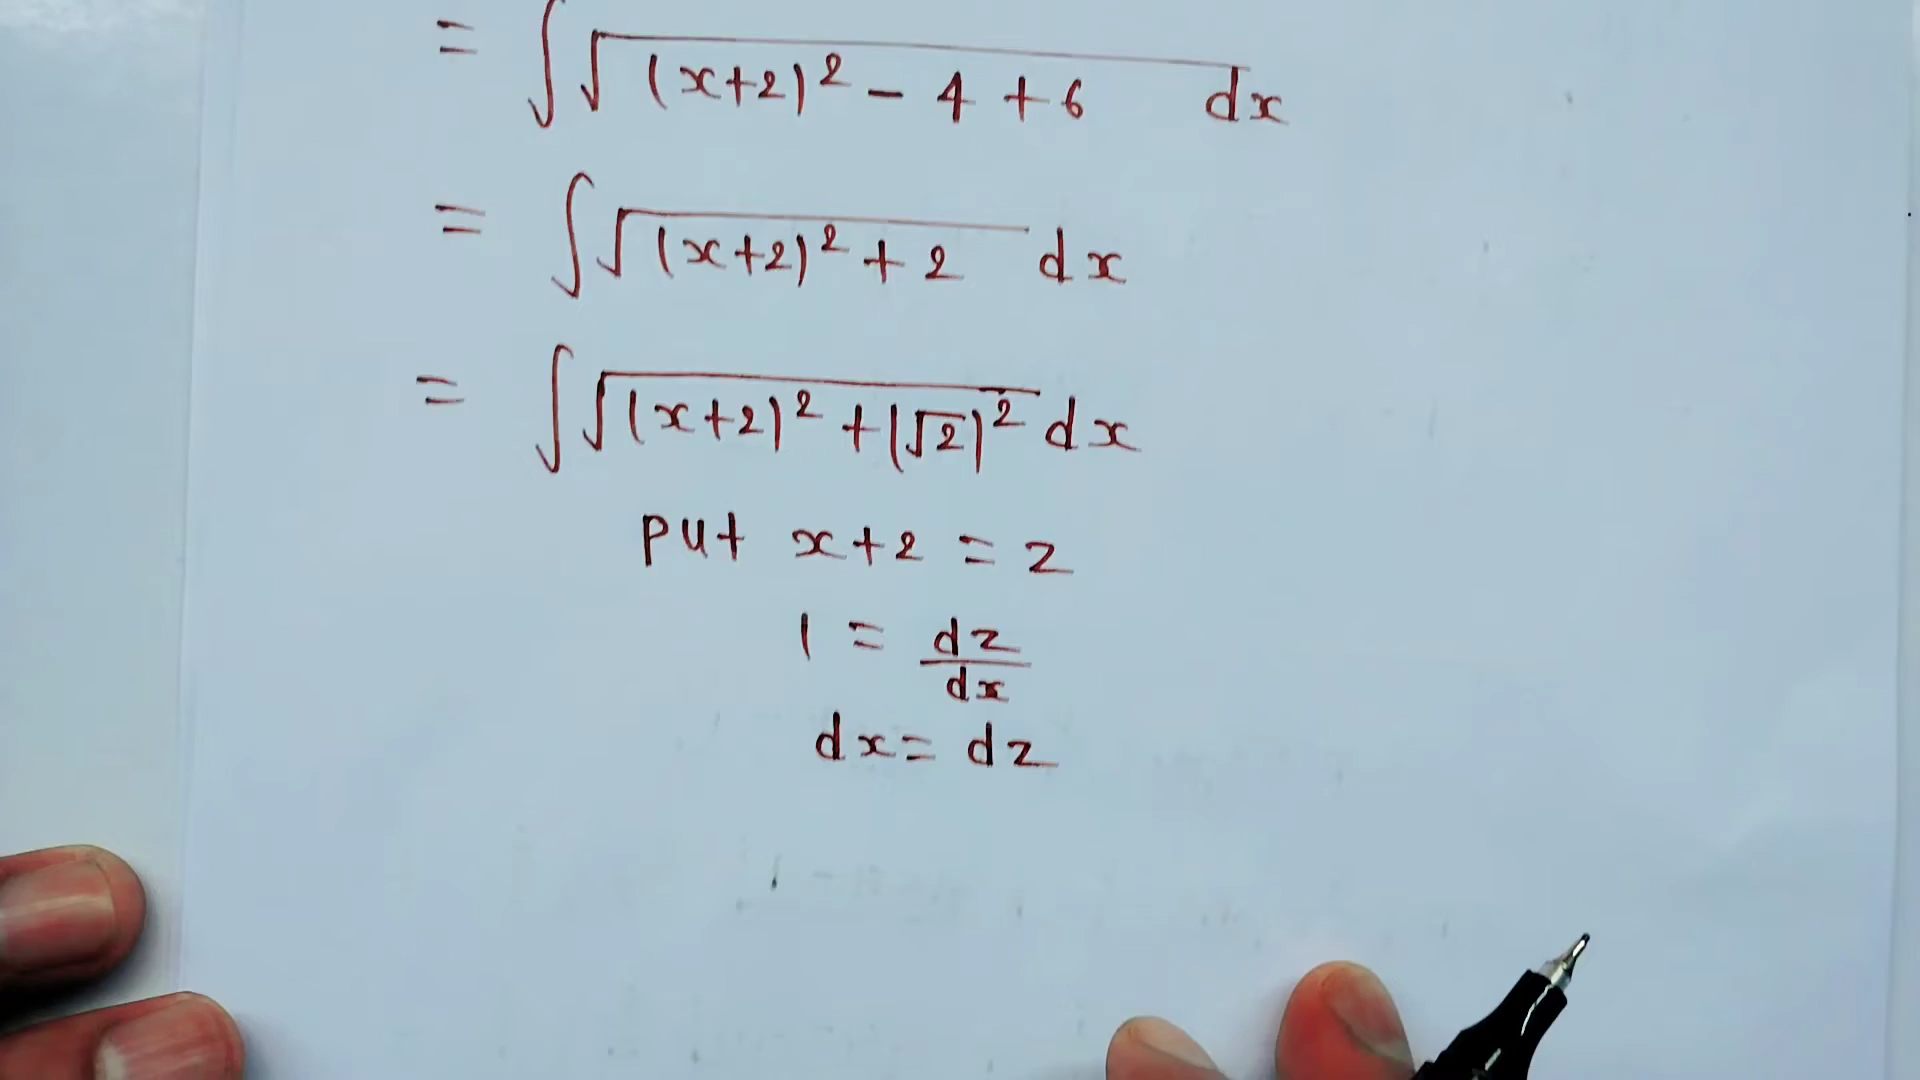 = ∫√(x+2)² - 4 + 6 dx
= ∫√(x+2)² + 2 dx
= ∫√(x+2)² + (√2)² dx
put x+2 = z
1 = dz/dx
dx = dz